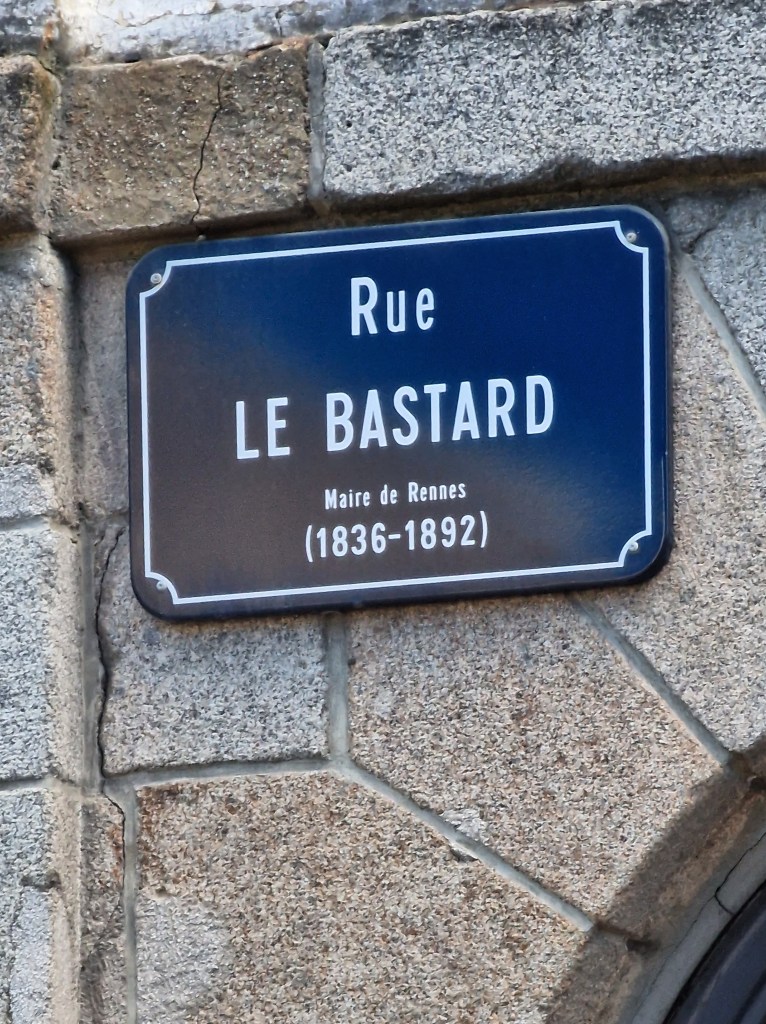 Rue
LE BASTARD
Maire de Rennes
(1836-1892)